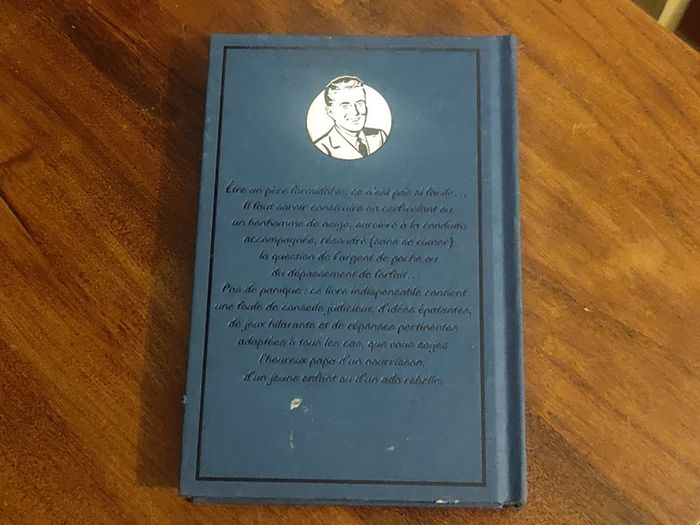 Être un père formidable, ce n'est pas si facile...
Il faut savoir construire un cerf-volant ou
un bonhomme de neige, survivre à la conduite
accompagnée, résoudre (sans se ruiner)
la question de l'argent de poche ou
du dépassement de forfait...
Pas de panique : ce livre indispensable contient
une foule de conseils judicieux, d'idées épatantes,
de jeux hilarants et de réponses pertinentes
adaptées à tous les cas, que vous soyez
l'heureux papa d'un nourrisson,
d'un jeune enfant ou d'un ado rebelle.